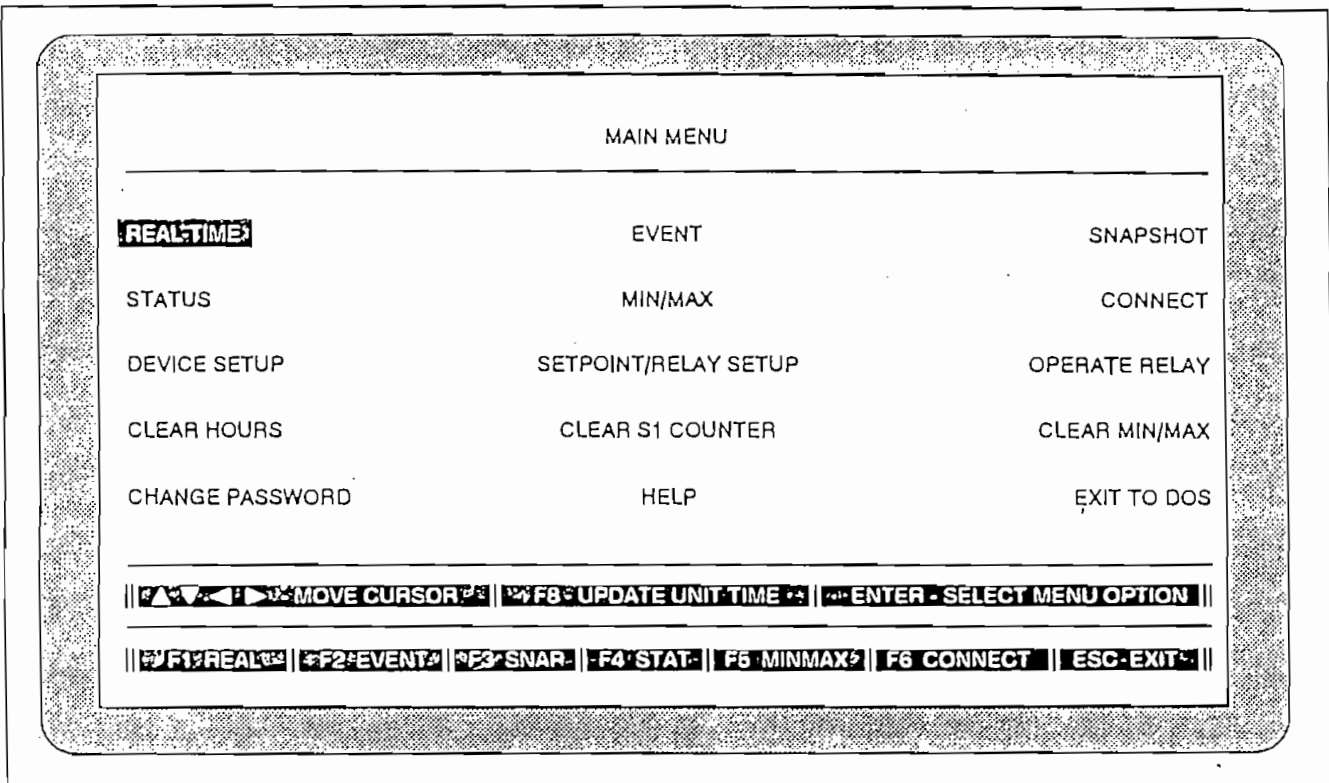 MAIN MENU
REAL-TIME EVENT SNAPSHOT
STATUS MIN/MAX CONNECT
DEVICE SETUP SETPOINT/RELAY SETUP OPERATE RELAY
CLEAR HOURS CLEAR S1 COUNTER CLEAR MIN/MAX
CHANGE PASSWORD HELP EXIT TO DOS
▲ ▼ ◄ ► - MOVE CURSOR F8 - UPDATE UNIT TIME ENTER - SELECT MENU OPTION
F1 REAL F2 EVENT F3 SNAR F4 STAT F5 MINMAX F6 CONNECT ESC-EXIT